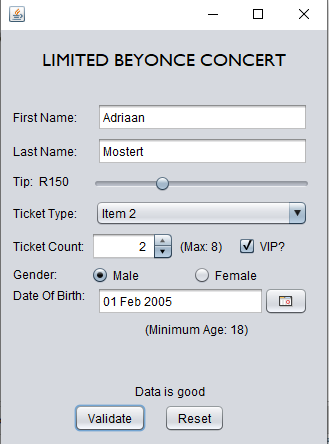 LIMITED BEYONCE CONCERT
First Name: Adriaan
Last Name: Mostert
Tip: R150
Ticket Type: Item 2
Ticket Count: 2 (Max: 8) VIP?
Gender: Male Female
Date Of Birth: 01 Feb 2005
(Minimum Age: 18)
Data is good
Validate Reset